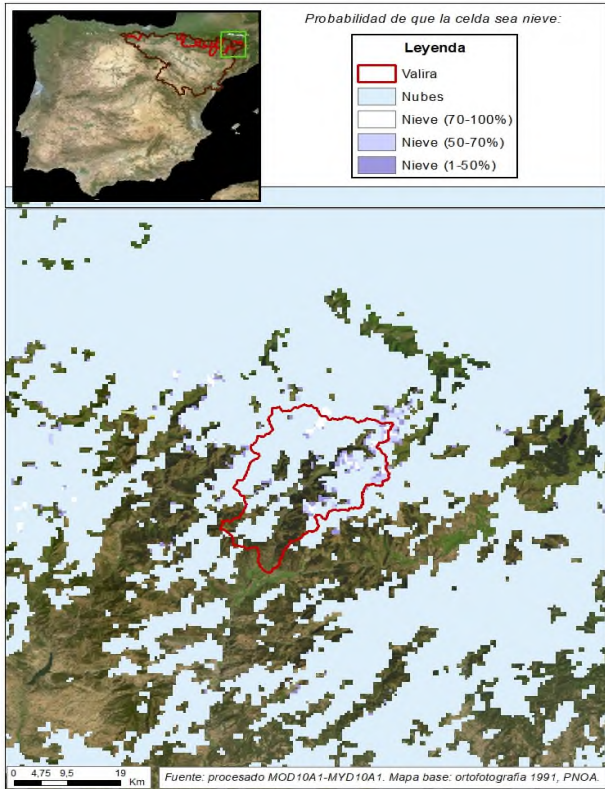 Probabilidad de que la celda sea nieve:
Leyenda
Valira
Nubes
Nieve (70-100%)
Nieve (50-70%)
Nieve (1-50%)
0 4,75 9,5 19
Km
Fuente: procesado MOD10A1-MYD10A1. Mapa base: ortofotografía 1991, PNOA.